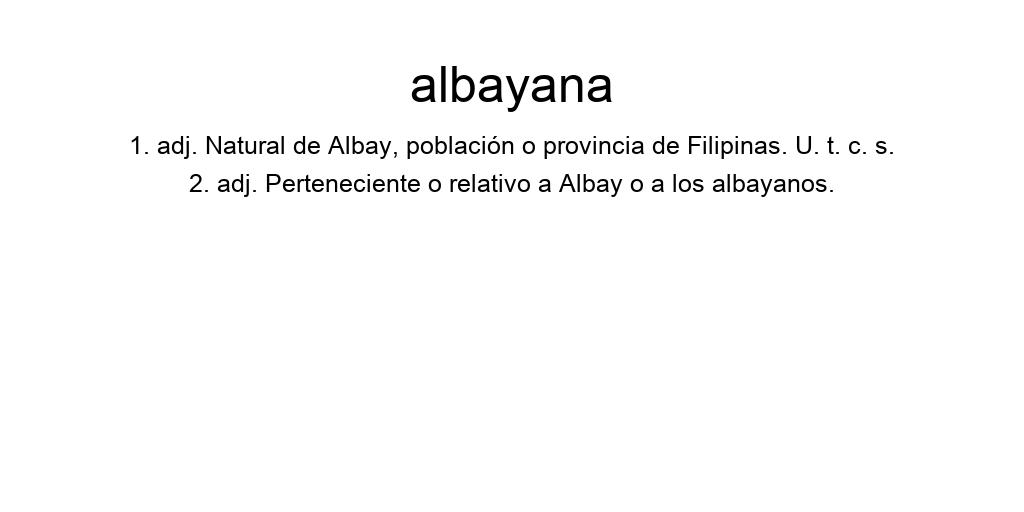 albayana
1. adj. Natural de Albay, población o provincia de Filipinas. U. t. c. s.
2. adj. Perteneciente o relativo a Albay o a los albayanos.